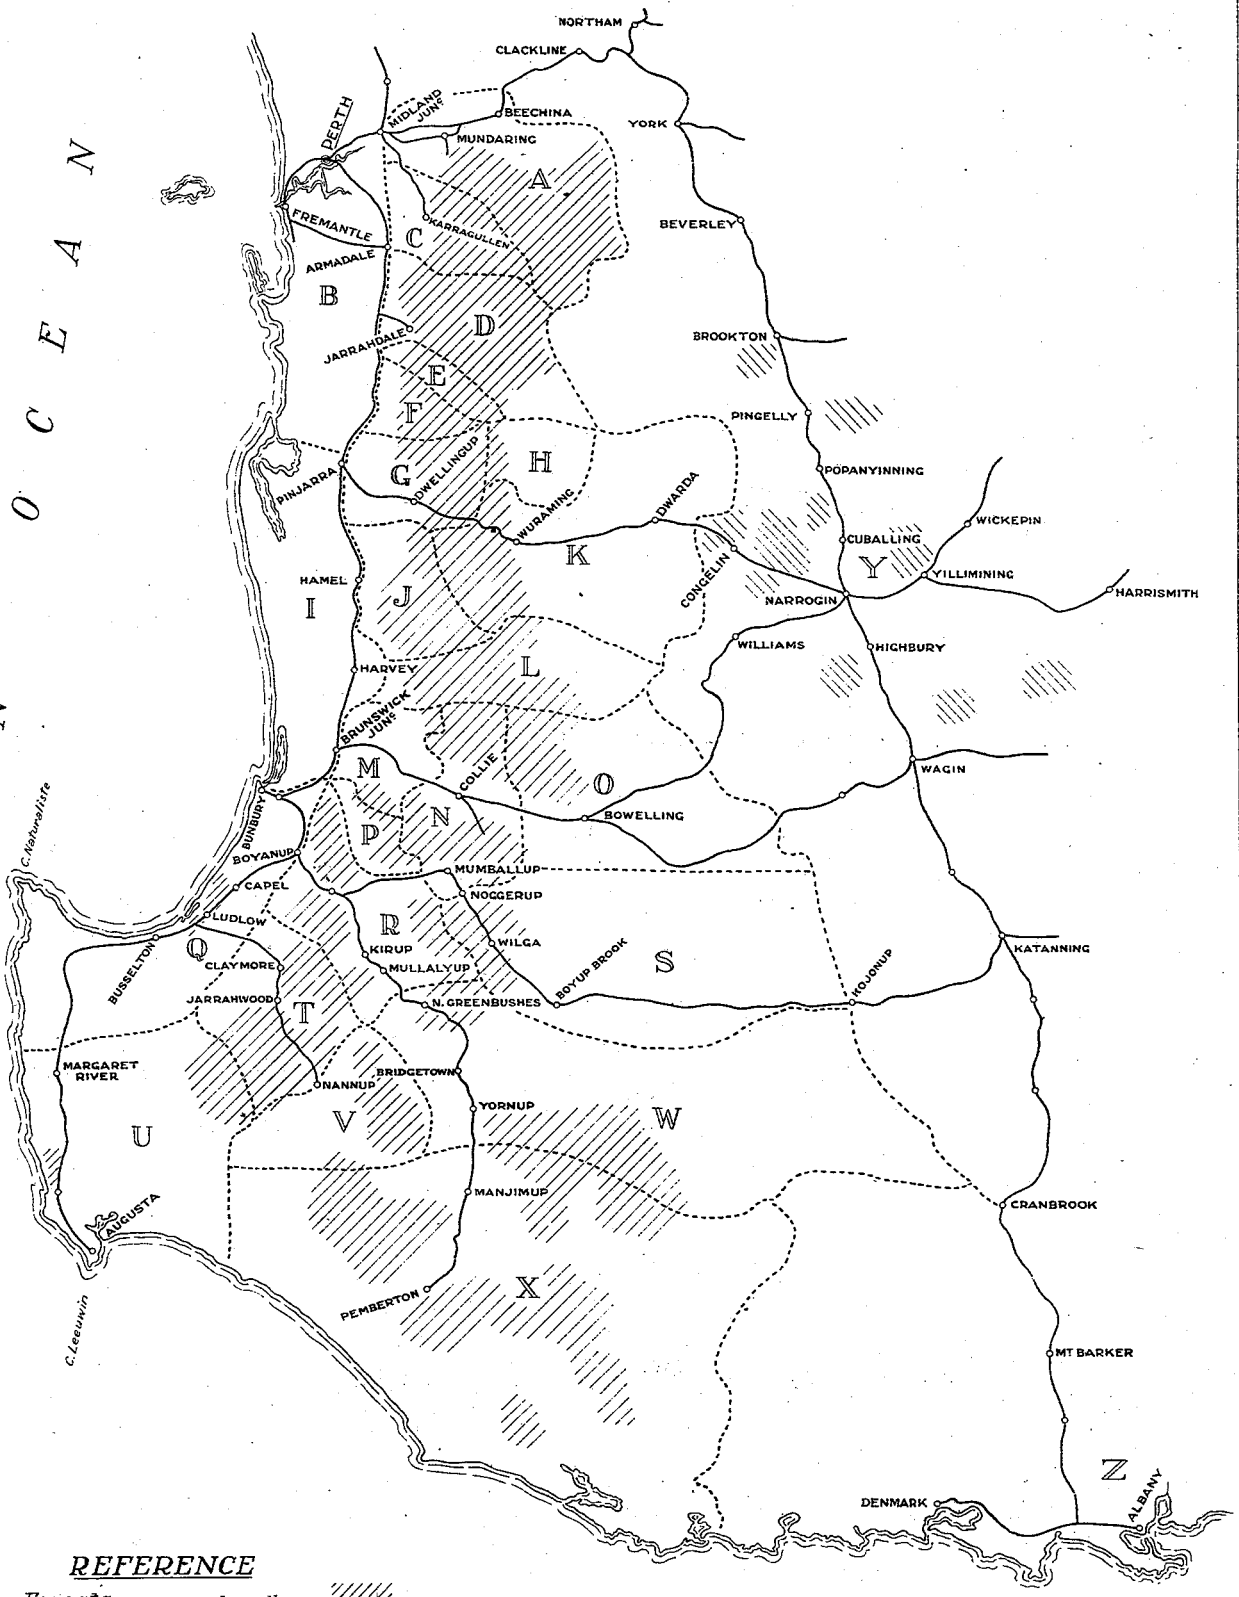 NORTHAM
CLACKLINE
MIDLAND
JUNC
BEECHINA
PERTH
MUNDARING
YORK
OCEAN
A
FREMANTLE
KARRAGULLEN
C
BEVERLEY
ARMADALE
B
D
JARRAHDALE
BROOKTON
E
F
PINGELLY
G
DWELLINGUP
H
PINJARRA
POPANYINNING
WURAMING
DWARDA
WICKEPIN
K
CONGELIN
CUBALLING
Y
YILLIMINING
HAMEL
I
J
NARROGIN
HARRISMITH
WILLIAMS
HIGHBURY
HARVEY
L
BRUNSWICK
JUNC
M
COLLIE
O
WAGIN
C. Naturaliste
BUNBURY
P
N
BOWELLING
BOYANUP
MUMBALLUP
CAPEL
NOGGERUP
LUDLOW
R
Q
KIRUP
WILGA
BUSSELTON
CLAYMORE
MULLALYUP
BOYUP BROOK
S
KOJONUP
KATANNING
JARRAHWOOD
T
N. GREENBUSHES
MARGARET
RIVER
NANNUP
BRIDGETOWN
YORNUP
U
V
W
MANJIMUP
AUGUSTA
CRANBROOK
X
PEMBERTON
C. Leeuwin
MT BARKER
Z
DENMARK
ALBANY
REFERENCE